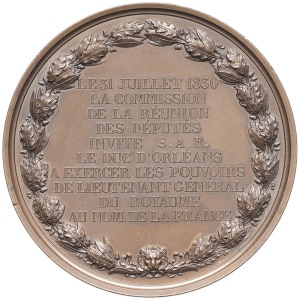 LE 31 JUILLET 1830
LA COMMISSION
DE LA RÉUNION
DES DÉPUTÉS
INVITE S.A.R.
LE DUC D'ORLÉANS
A EXERCER LES POUVOIRS
DE LIEUTENANT GÉNÉRAL
DU ROYAUME
AU NOM DE LA FRANCE